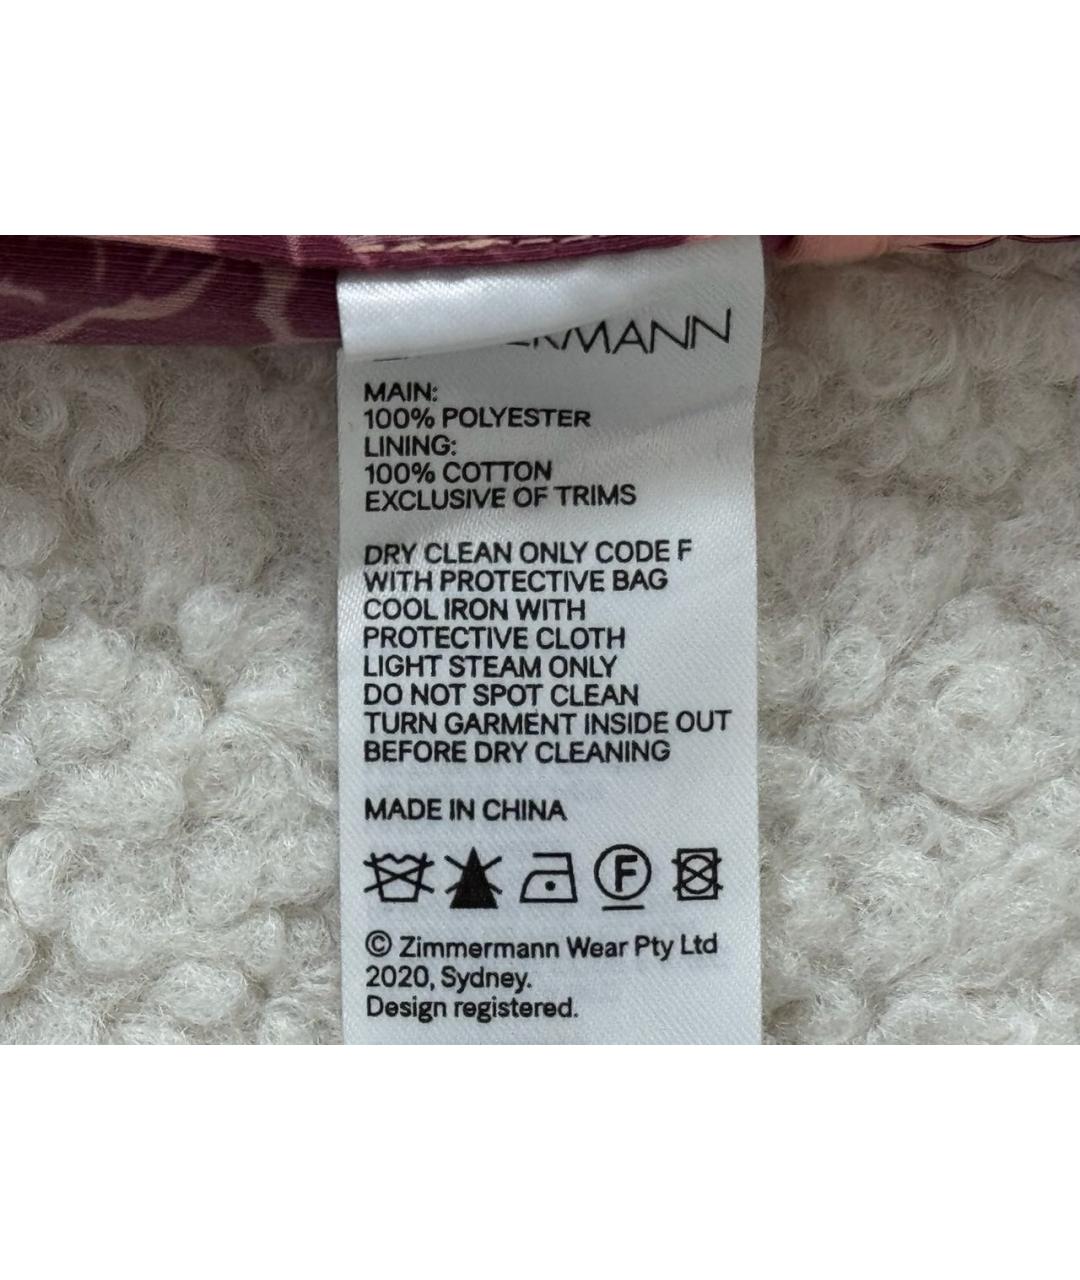 ZIMMERMANN
MAIN:
100% POLYESTER
LINING:
100% COTTON
EXCLUSIVE OF TRIMS
DRY CLEAN ONLY CODE F
WITH PROTECTIVE BAG
COOL IRON WITH
PROTECTIVE CLOTH
LIGHT STEAM ONLY
DO NOT SPOT CLEAN
TURN GARMENT INSIDE OUT
BEFORE DRY CLEANING
MADE IN CHINA
F
© Zimmermann Wear Pty Ltd
2020, Sydney.
Design registered.